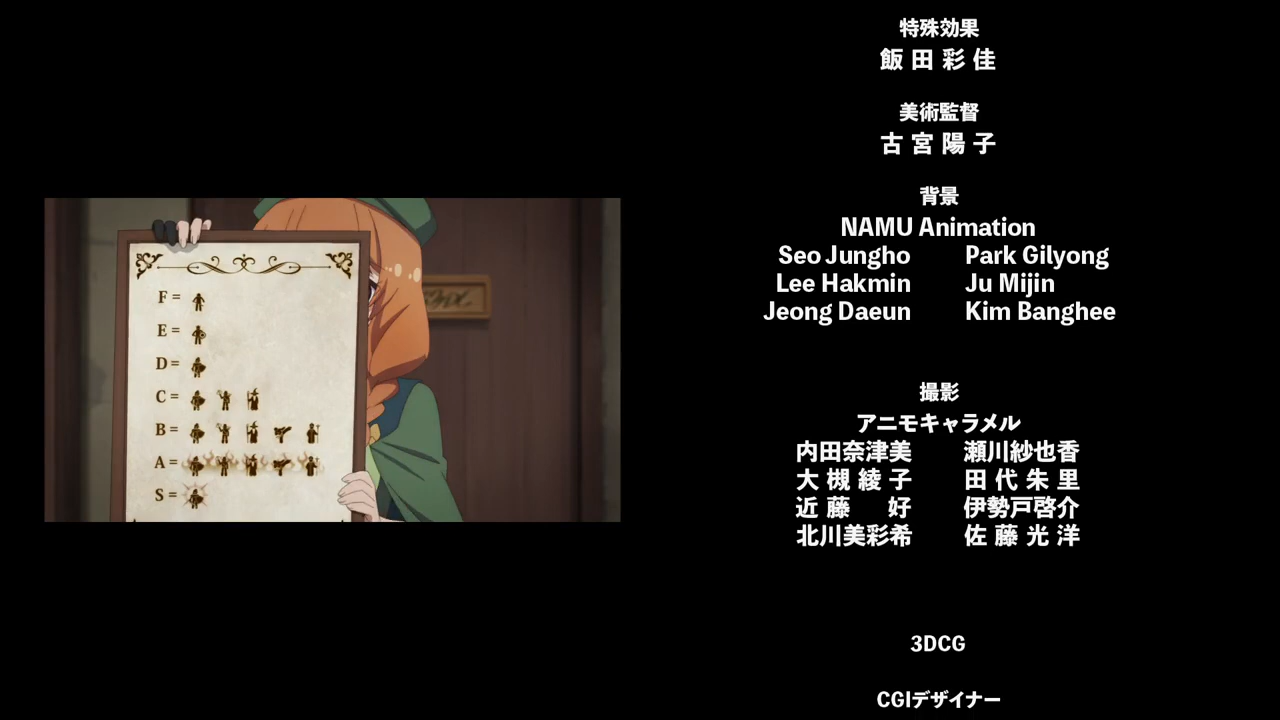 F =
E =
D =
C =
B =
A =
S =
特殊効果
飯田彩佳
美術監督
古宮陽子
背景
NAMU Animation
Seo Jungho Park Gilyong
Lee Hakmin Ju Mijin
Jeong Daeun Kim Banghee
撮影
アニモキャラメル
内田奈津美 瀬川紗也香
大槻綾子 田代朱里
近藤 好 伊勢戸啓介
北川美彩希 佐藤光洋
3DCG
CGIデザイナー